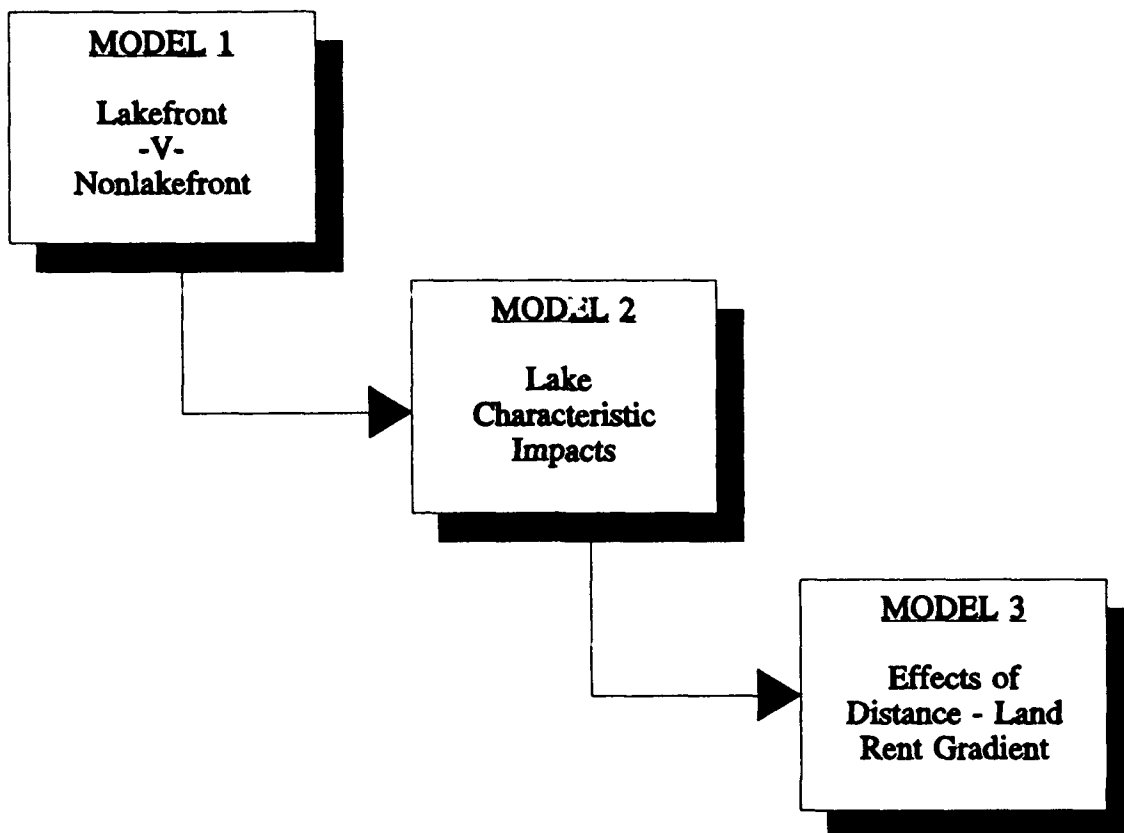 MODEL 1
Lakefront
-V-
Nonlakefront
MODEL 2
Lake
Characteristic
Impacts
MODEL 3
Effects of
Distance - Land
Rent Gradient